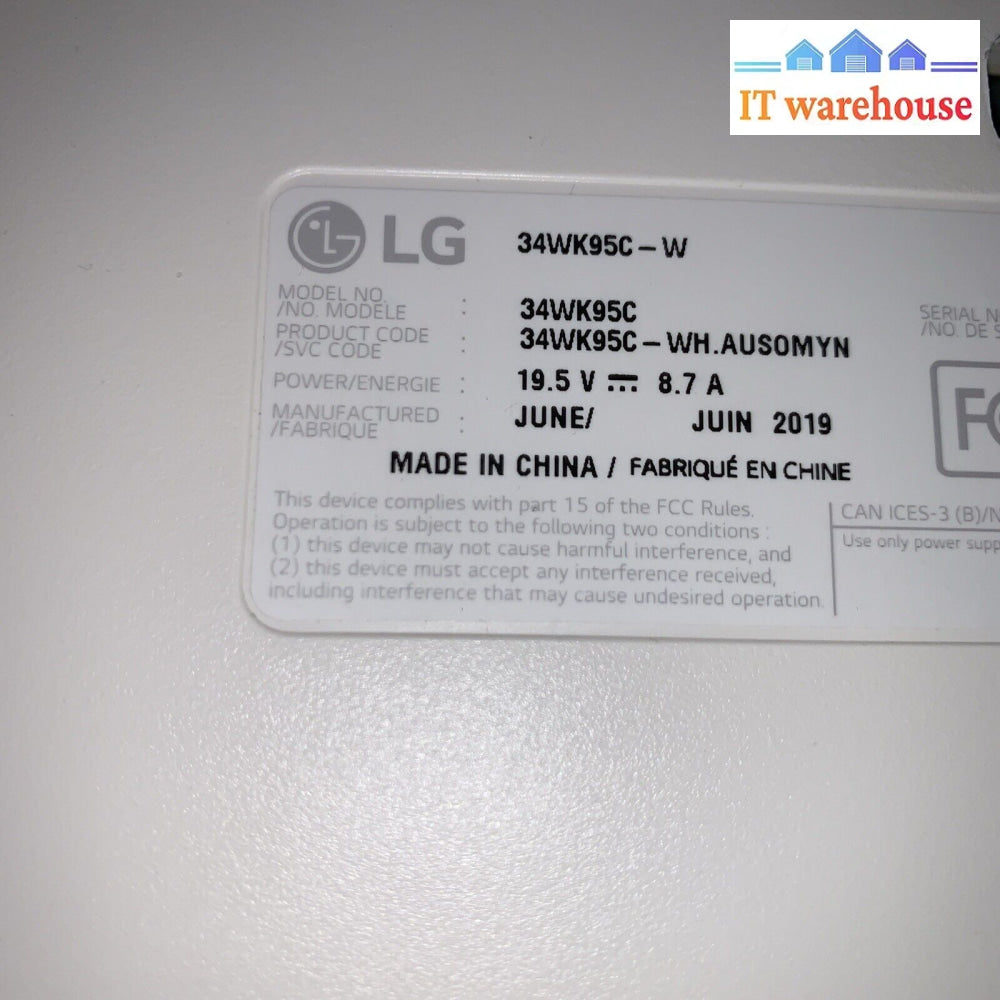 IT warehouse
LG 34WK95C-W
MODEL NO.
/NO. MODÈLE : 34WK95C
PRODUCT CODE
/SVC CODE : 34WK95C-WH.AUSOMYN
SERIAL N
/NO. DE S
POWER/ENERGIE : 19.5 V ⎓ 8.7 A
MANUFACTURED
/FABRIQUE : JUNE/ JUIN 2019
MADE IN CHINA / FABRIQUÉ EN CHINE
This device complies with part 15 of the FCC Rules.
Operation is subject to the following two conditions :
(1) this device may not cause harmful interference, and
(2) this device must accept any interference received,
including interference that may cause undesired operation.
CAN ICES-3 (B)/N
Use only power supp